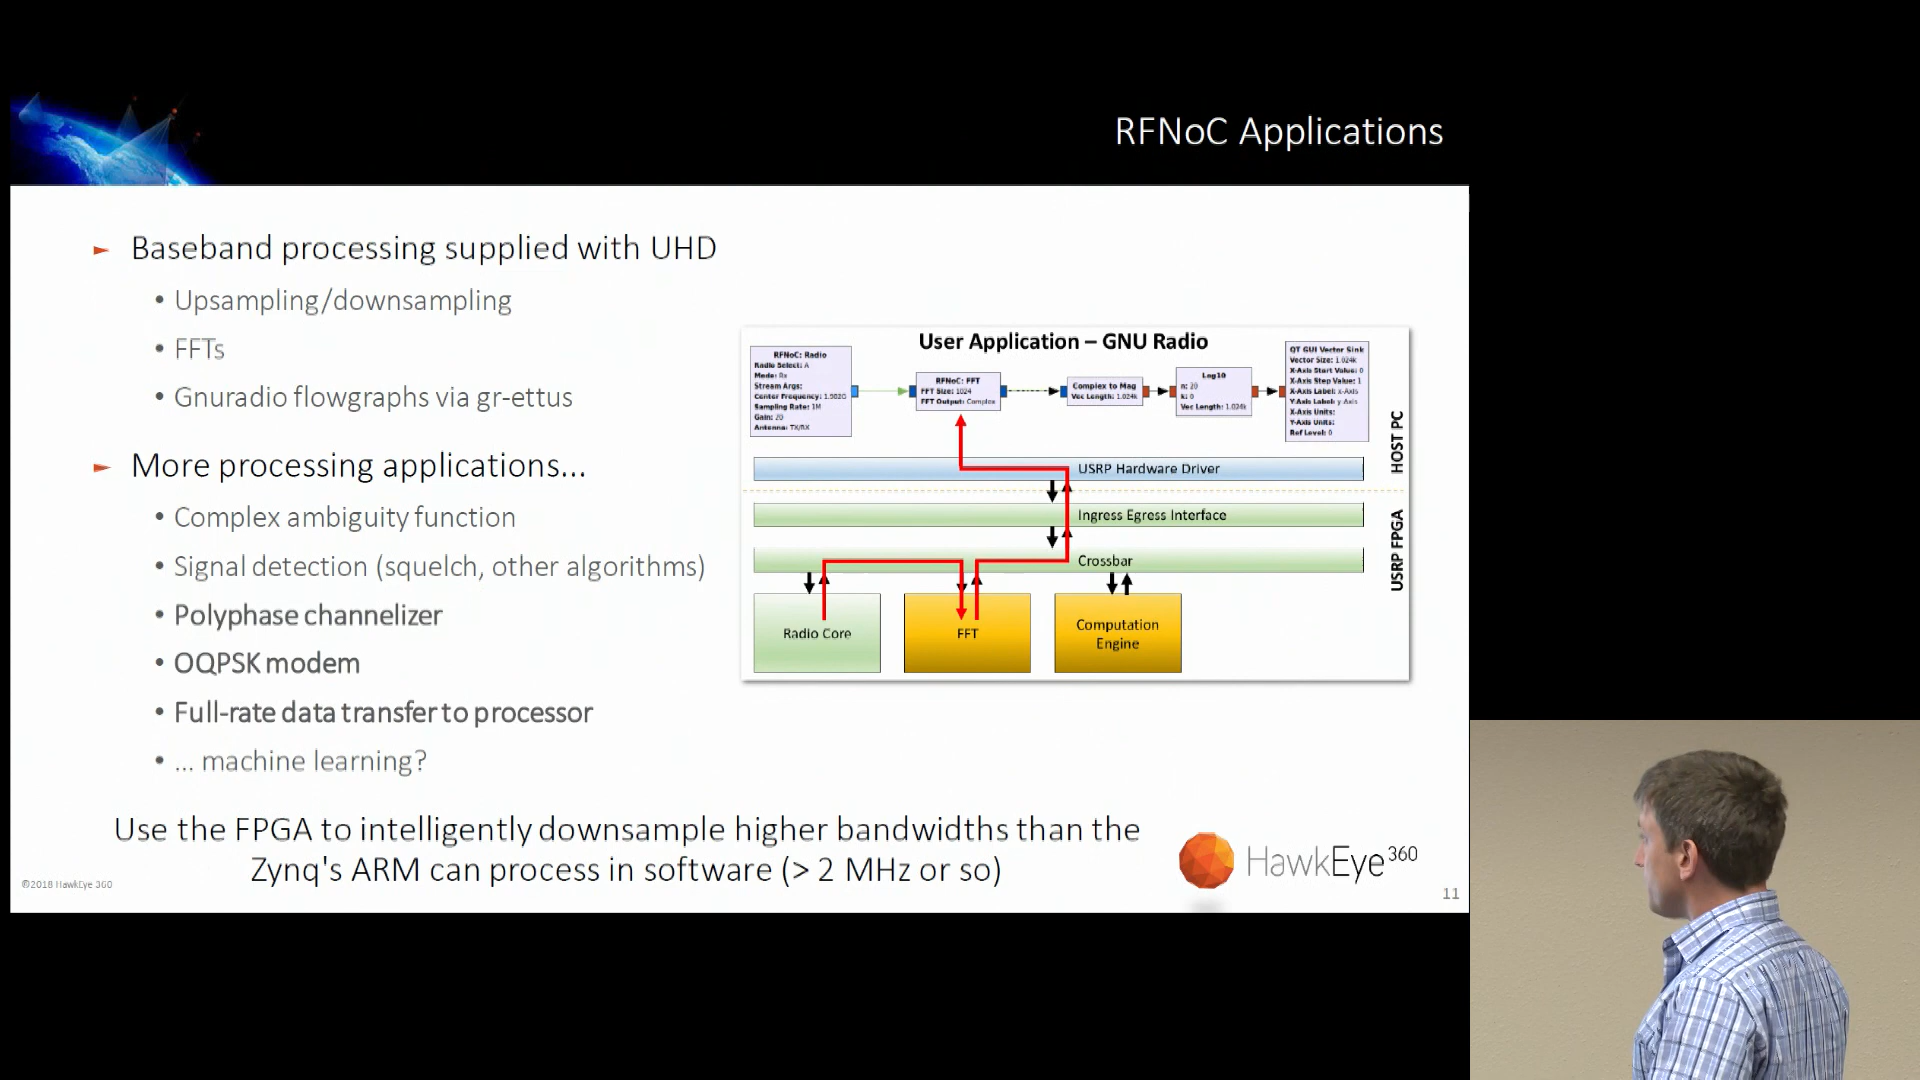 RFNoC Applications
Baseband processing supplied with UHD
• Upsampling/downsampling
• FFTs
• Gnuradio flowgraphs via gr-ettus
More processing applications...
• Complex ambiguity function
• Signal detection (squelch, other algorithms)
• Polyphase channelizer
• OQPSK modem
• Full-rate data transfer to processor
• ... machine learning?
User Application – GNU Radio
RFNoC: Radio
Radio Select: A
Mode: Rx
Stream Args:
Center Frequency: 1.902G
Sampling Rate: 1M
Gain: 20
Antenna: TX/RX
RFNoC: FFT
FFT Size: 1024
FFT Output: Complex
Complex to Mag
Vec Length: 1.024k
Log10
n: 20
k: 0
Vec Length: 1.024k
QT GUI Vector Sink
Vector Size: 1.024k
X-Axis Start Value: 0
X-Axis Step Value: 1
X-Axis Label: x-Axis
Y-Axis Label: y-Axis
X-Axis Units:
Y-Axis Units:
Ref Level: 0
HOST PC
USRP Hardware Driver
Ingress Egress Interface
Crossbar
USRP FPGA
Radio Core
FFT
Computation
Engine
Use the FPGA to intelligently downsample higher bandwidths than the
Zynq's ARM can process in software (> 2 MHz or so)
HawkEye 360
©2018 HawkEye 360
11